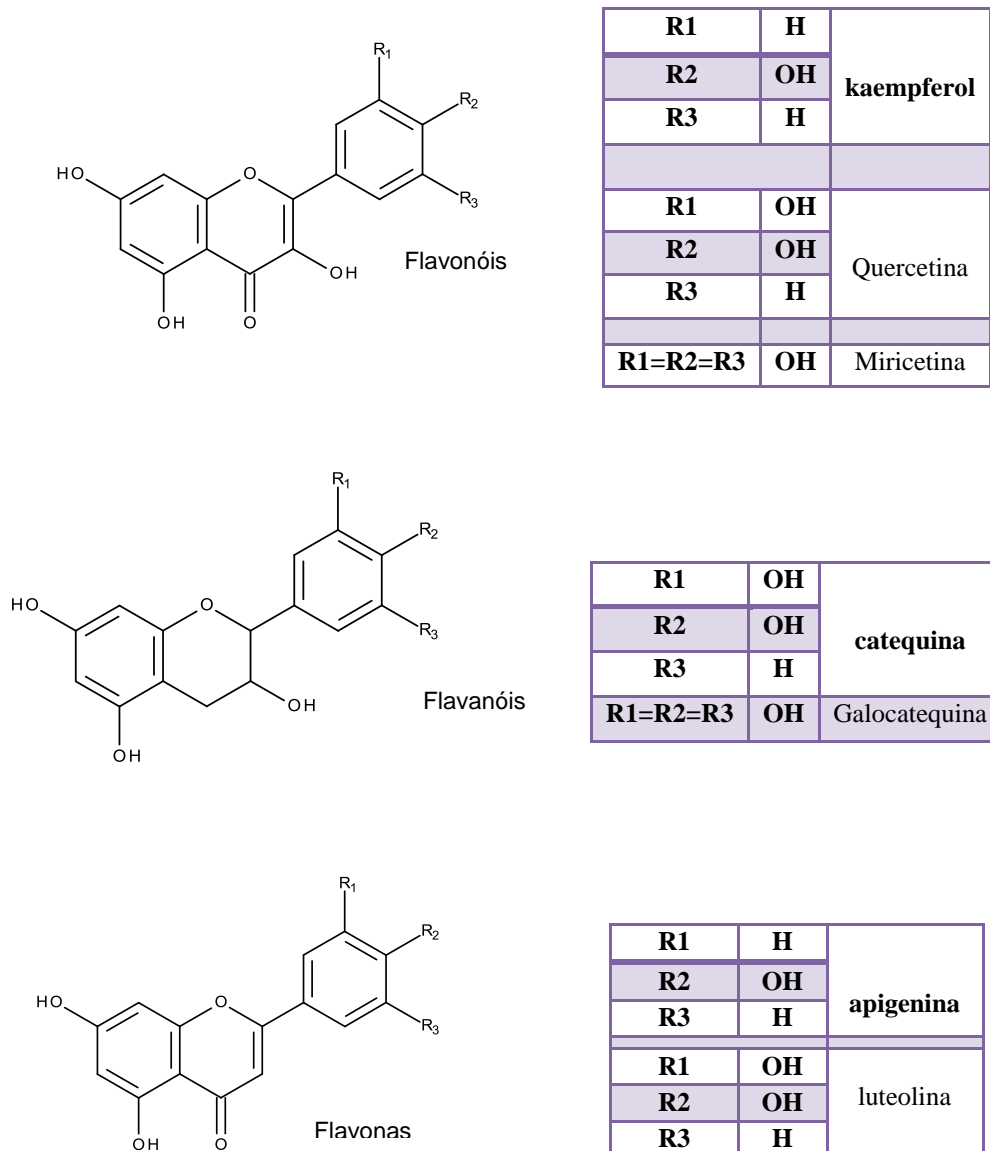 R1 H
R2 OH
R3 H
kaempferol
R1 OH
R2 OH
R3 H
Quercetina
R1=R2=R3 OH Miricetina
R₁
R₂
R₃
HO
O
OH
OH
O
Flavonóis
R1 OH
R2 OH
R3 H
catequina
R1=R2=R3 OH Galocatequina
R₁
R₂
R₃
HO
O
OH
OH
Flavanóis
R1 H
R2 OH
R3 H
apigenina
R1 OH
R2 OH
R3 H
luteolina
R₁
R₂
R₃
HO
O
OH
O
Flavonas